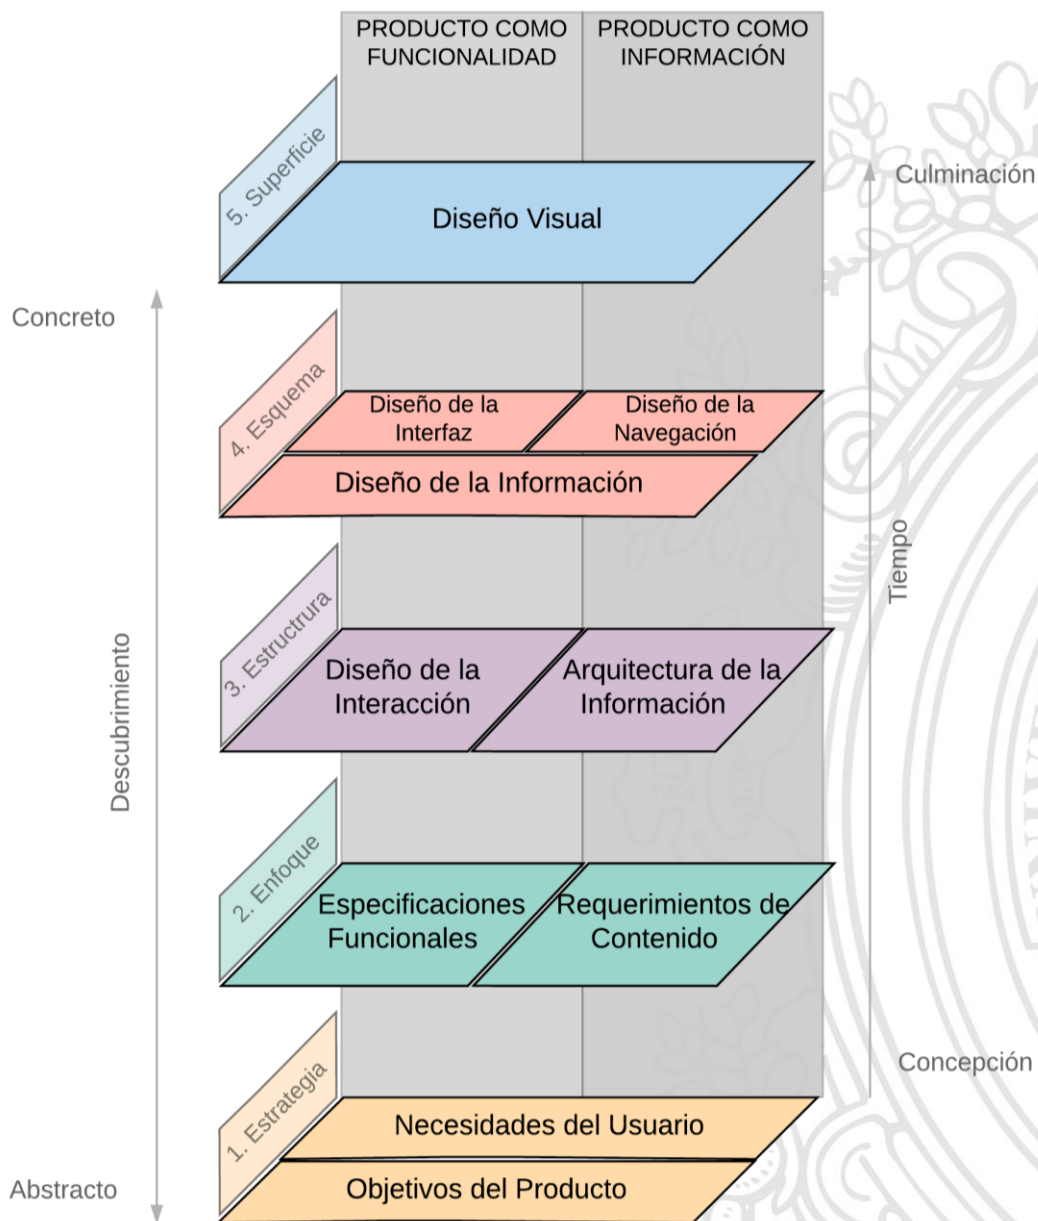 PRODUCTO COMO
FUNCIONALIDAD
PRODUCTO COMO
INFORMACIÓN
5. Superficie
Diseño Visual
Culminación
Concreto
4. Esquema
Diseño de la
Interfaz
Diseño de la
Navegación
Diseño de la Información
Tiempo
3. Estructrura
Diseño de la
Interacción
Arquitectura de la
Información
Descubrimiento
2. Enfoque
Especificaciones
Funcionales
Requerimientos de
Contenido
Concepción
1. Estrategia
Necesidades del Usuario
Objetivos del Producto
Abstracto